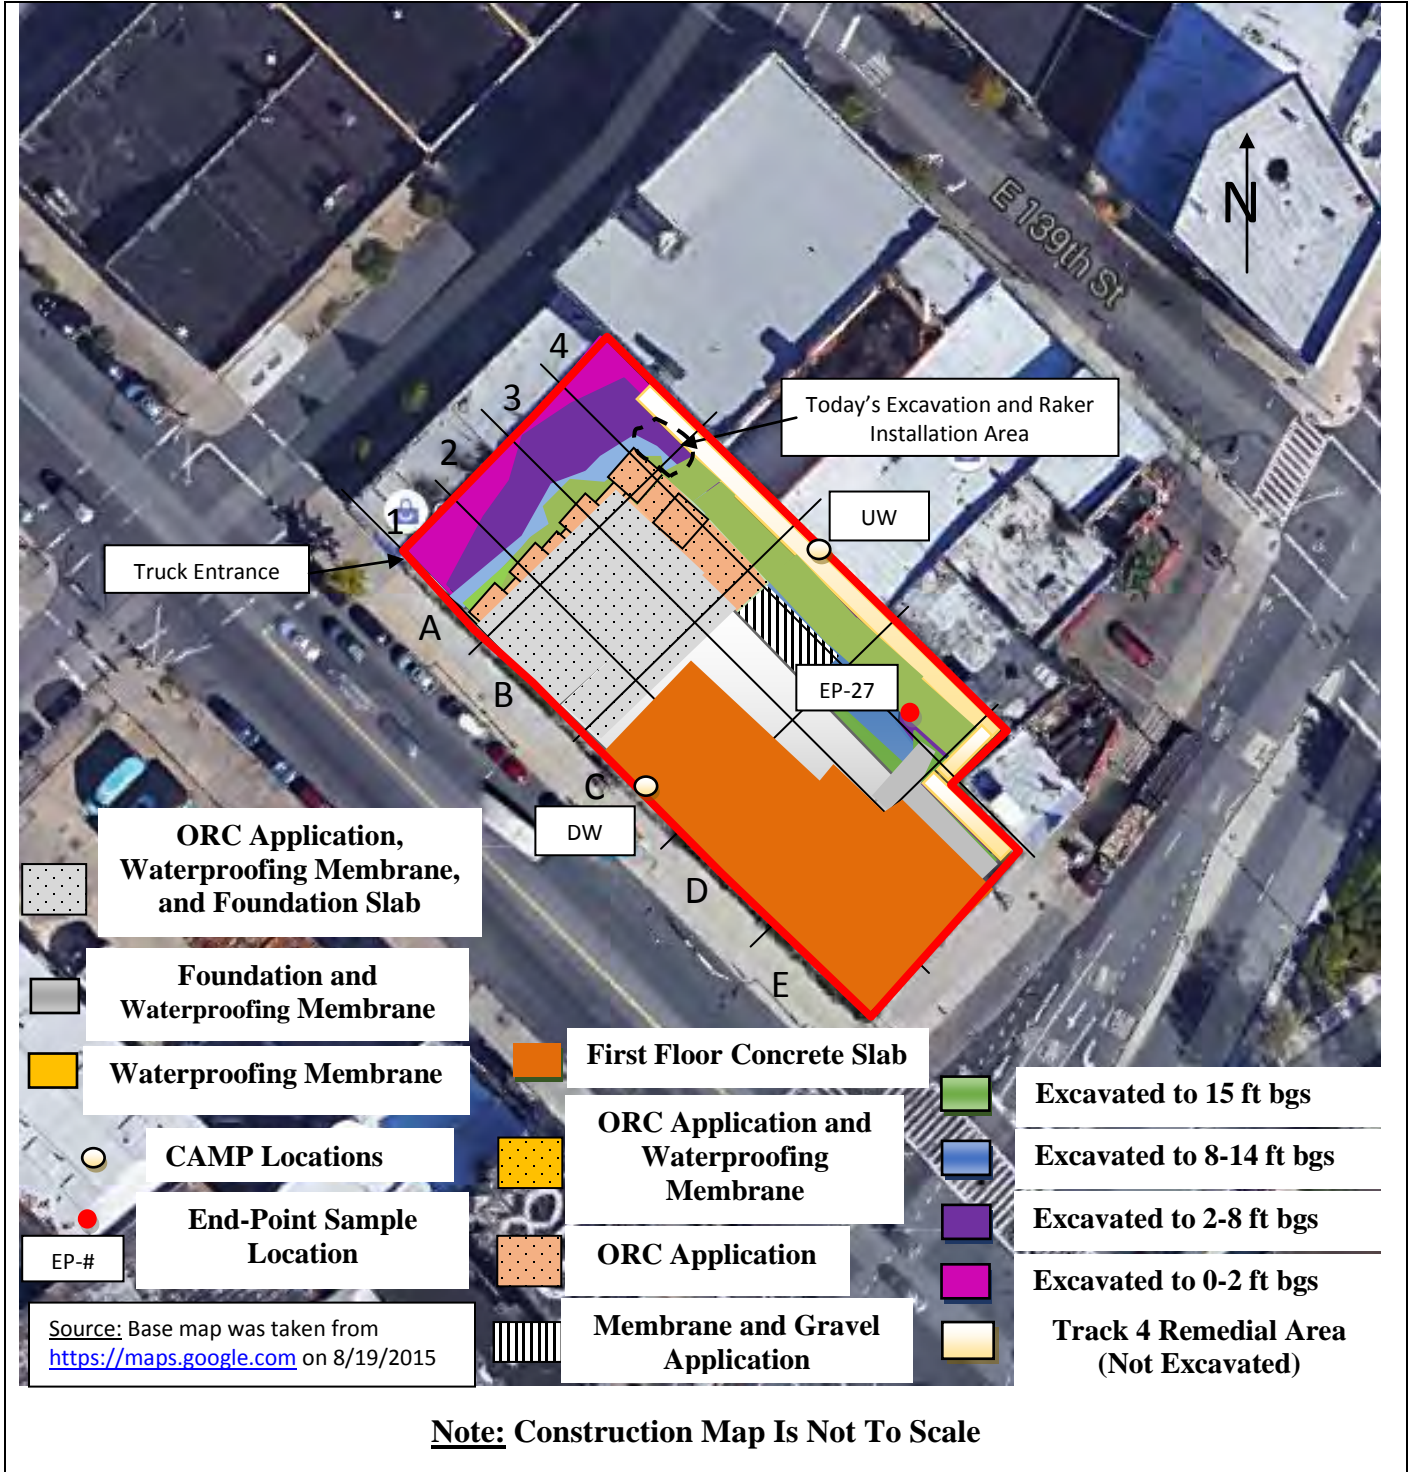 E 139th St
N
4
3
2
1
Today's Excavation and Raker
Installation Area
UW
Truck Entrance
A
B
EP-27
C
DW
D
E
ORC Application,
Waterproofing Membrane,
and Foundation Slab
Foundation and
Waterproofing Membrane
Waterproofing Membrane
CAMP Locations
EP-#
End-Point Sample
Location
First Floor Concrete Slab
ORC Application and
Waterproofing
Membrane
ORC Application
Membrane and Gravel
Application
Excavated to 15 ft bgs
Excavated to 8-14 ft bgs
Excavated to 2-8 ft bgs
Excavated to 0-2 ft bgs
Track 4 Remedial Area
(Not Excavated)
Source: Base map was taken from
https://maps.google.com on 8/19/2015
Note: Construction Map Is Not To Scale